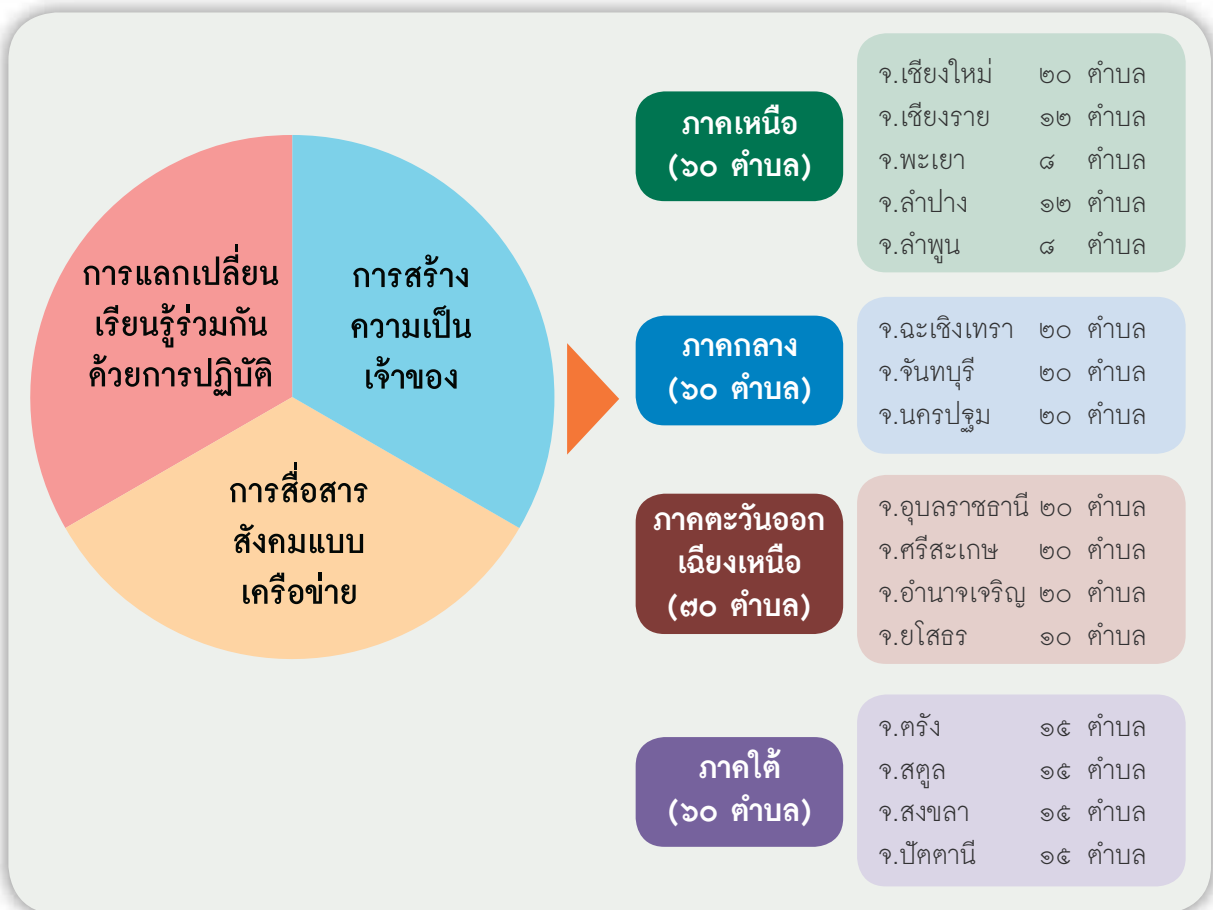 การแลกเปลี่ยน
เรียนรู้ร่วมกัน
ด้วยการปฏิบัติ
การสร้าง
ความเป็น
เจ้าของ
การสื่อสาร
สังคมแบบ
เครือข่าย
ภาคเหนือ
(๖๐ ตำบล)
จ.เชียงใหม่ ๒๐ ตำบล
จ.เชียงราย ๑๒ ตำบล
จ.พะเยา ๘ ตำบล
จ.ลำปาง ๑๒ ตำบล
จ.ลำพูน ๘ ตำบล
ภาคกลาง
(๖๐ ตำบล)
จ.ฉะเชิงเทรา ๒๐ ตำบล
จ.จันทบุรี ๒๐ ตำบล
จ.นครปฐม ๒๐ ตำบล
ภาคตะวันออก
เฉียงเหนือ
(๗๐ ตำบล)
จ.อุบลราชธานี ๒๐ ตำบล
จ.ศรีสะเกษ ๒๐ ตำบล
จ.อำนาจเจริญ ๒๐ ตำบล
จ.ยโสธร ๑๐ ตำบล
ภาคใต้
(๖๐ ตำบล)
จ.ตรัง ๑๕ ตำบล
จ.สตูล ๑๕ ตำบล
จ.สงขลา ๑๕ ตำบล
จ.ปัตตานี ๑๕ ตำบล